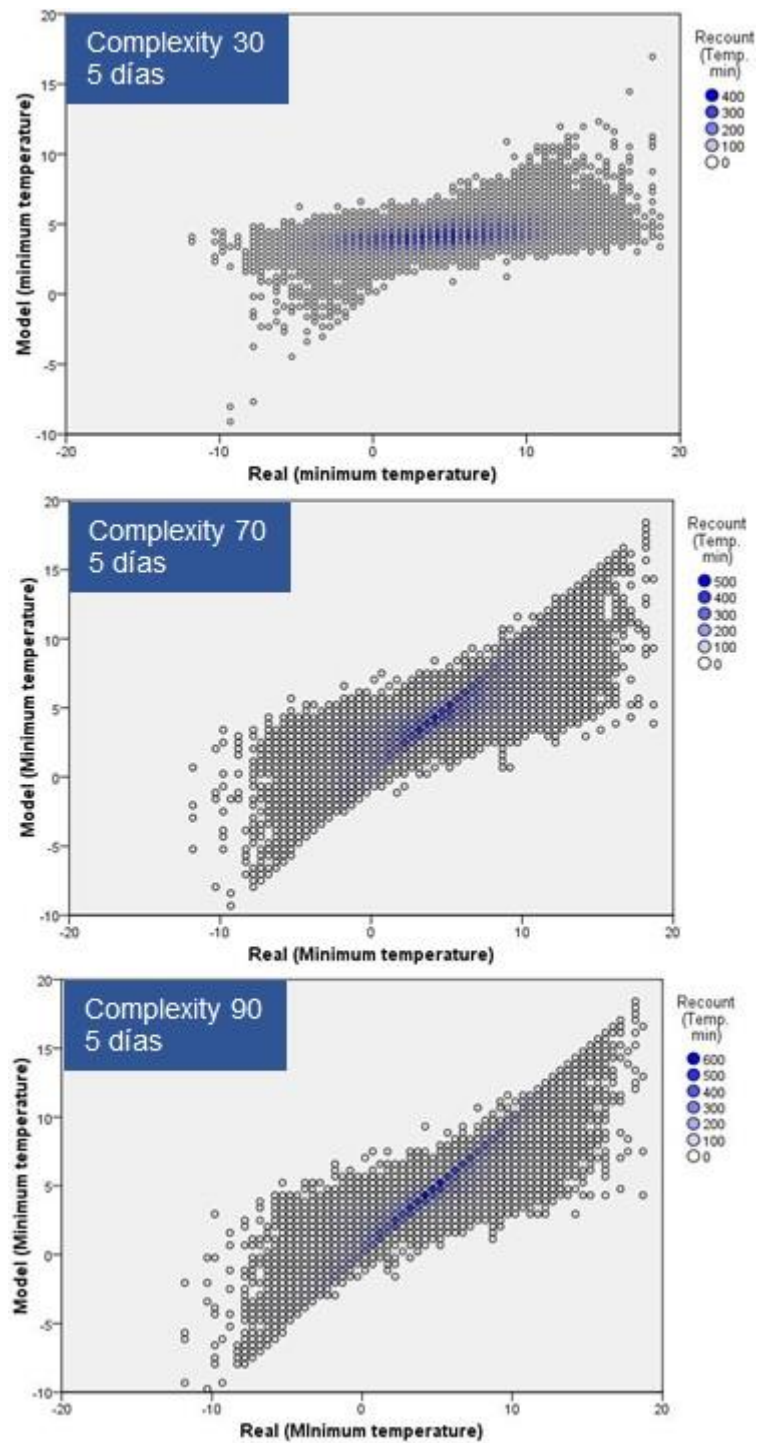 Complexity 30
5 días
20
15
10
5
0
-5
-10
-20
-10
0
10
20
Model (minimum temperature)
Real (minimum temperature)
Recount
(Temp.
min)
400
300
200
100
0
Complexity 70
5 días
20
15
10
5
0
-5
-10
-20
-10
0
10
20
Model (Minimum temperature)
Real (Minimum temperature)
Recount
(Temp.
min)
500
400
300
200
100
0
Complexity 90
5 días
20
15
10
5
0
-5
-10
-20
-10
0
10
20
Model (Minimum temperature)
Real (MInimum temperature)
Recount
(Temp.
min)
600
500
400
300
200
100
0